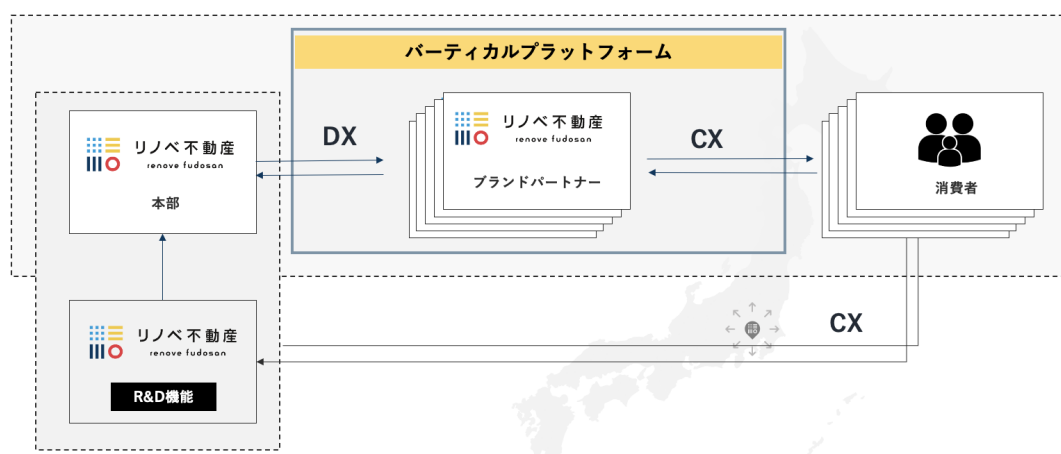 バーティカルプラットフォーム
リノベ不動産
renove fudosan
本部
DX
リノベ不動産
renove fudosan
ブランドパートナー
CX
消費者
リノベ不動産
renove fudosan
R&D機能
CX